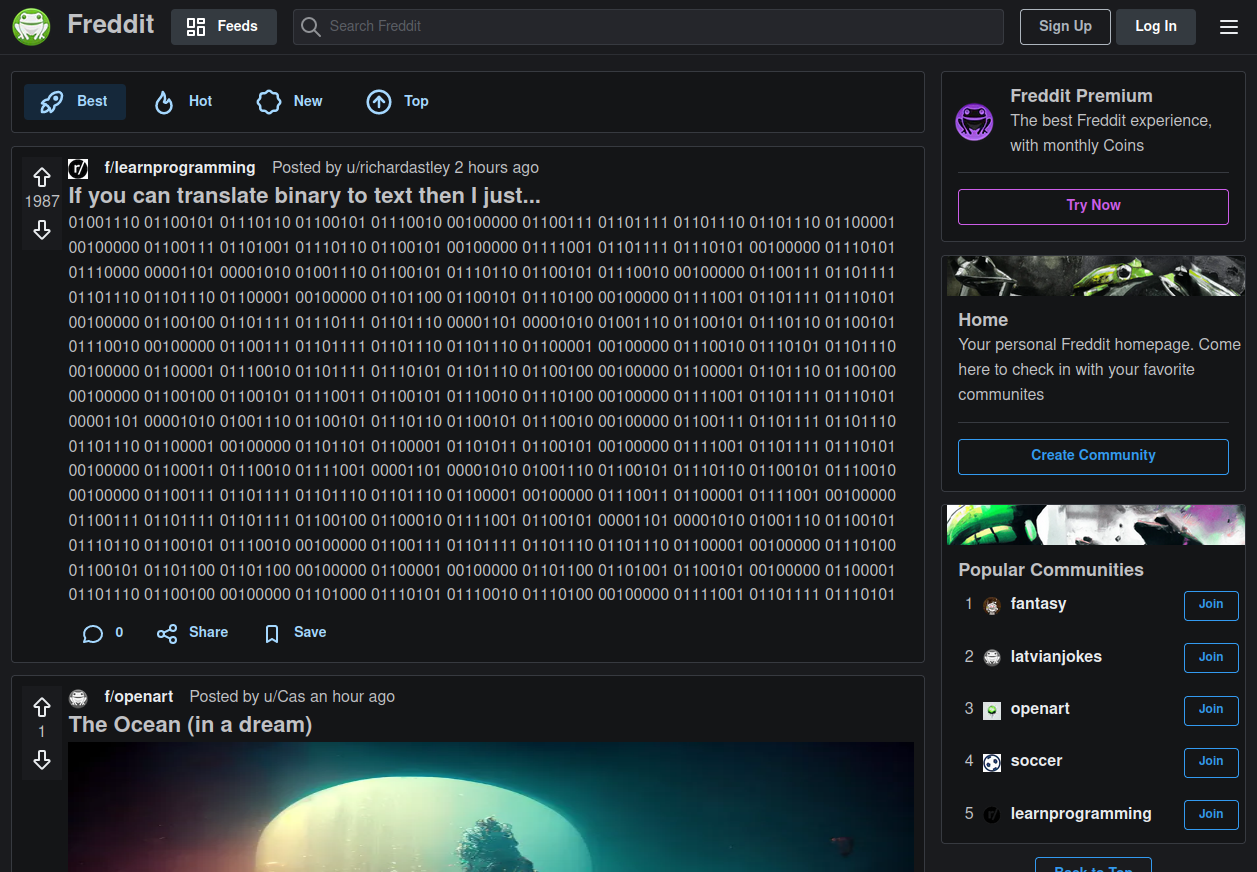 Freddit
Feeds
Search Freddit
Sign Up
Log In
Best
Hot
New
Top
f/learnprogramming Posted by u/richardastley 2 hours ago
1987
If you can translate binary to text then I just...
01001110 01100101 01110110 01100101 01110010 00100000 01100111 01101111 01101110 01101110 01100001
00100000 01100111 01101001 01110110 01100101 00100000 01111001 01101111 01110101 00100000 01110101
01110000 00001101 00001010 01001110 01100101 01110110 01100101 01110010 00100000 01100111 01101111
01101110 01101110 01100001 00100000 01101100 01100101 01110100 00100000 01111001 01101111 01110101
00100000 01100100 01101111 01110111 01101110 00001101 00001010 01001110 01100101 01110110 01100101
01110010 00100000 01100111 01101111 01101110 01101110 01100001 00100000 01110010 01110101 01101110
00100000 01100001 01110010 01101111 01110101 01101110 01100100 00100000 01100001 01101110 01100100
00100000 01100100 01100101 01110011 01100101 01110010 01110100 00100000 01111001 01101111 01110101
00001101 00001010 01001110 01100101 01110110 01100101 01110010 00100000 01100111 01101111 01101110
01101110 01100001 00100000 01101101 01100001 01101011 01100101 00100000 01111001 01101111 01110101
00100000 01100011 01110010 01111001 00001101 00001010 01001110 01100101 01110110 01100101 01110010
00100000 01100111 01101111 01101110 01101110 01100001 00100000 01110011 01100001 01111001 00100000
01100111 01101111 01101111 01100100 01100010 01111001 01100101 00001101 00001010 01001110 01100101
01110110 01100101 01110010 00100000 01100111 01101111 01101110 01101110 01100001 00100000 01110100
01100101 01101100 01101100 00100000 01100001 00100000 01101100 01101001 01100101 00100000 01100001
01101110 01100100 00100000 01101000 01110101 01110010 01110100 00100000 01111001 01101111 01110101
0
Share
Save
f/openart Posted by u/Cas an hour ago
1
The Ocean (in a dream)
Freddit Premium
The best Freddit experience,
with monthly Coins
Try Now
Home
Your personal Freddit homepage. Come
here to check in with your favorite
communites
Create Community
Popular Communities
1 fantasy Join
2 latvianjokes Join
3 openart Join
4 soccer Join
5 r/ learnprogramming Join
Back to Top